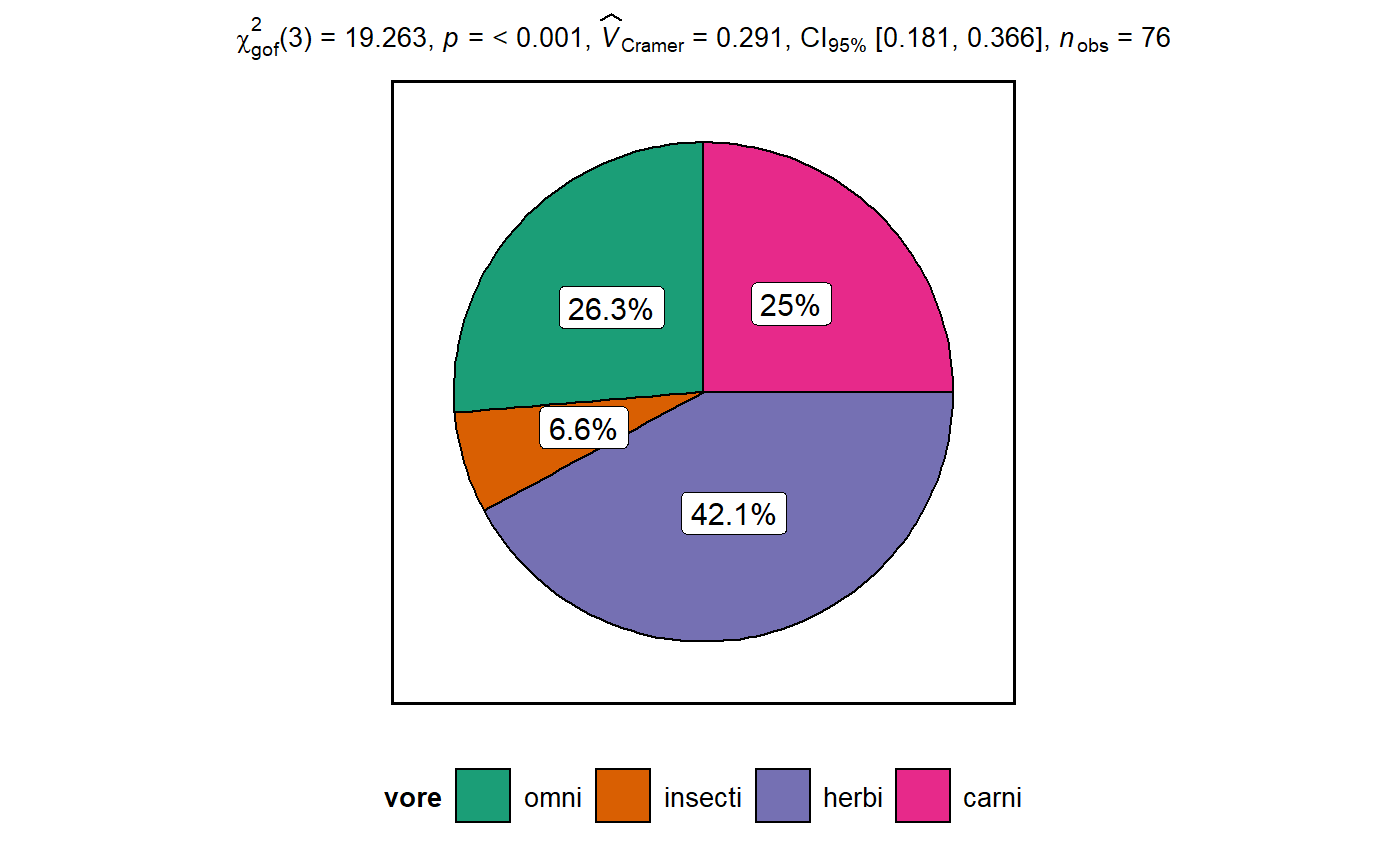 χ²gof(3) = 19.263, p = < 0.001, V̂Cramer = 0.291, CI95% [0.181, 0.366], nobs = 76
26.3%
25%
6.6%
42.1%
vore omni insecti herbi carni